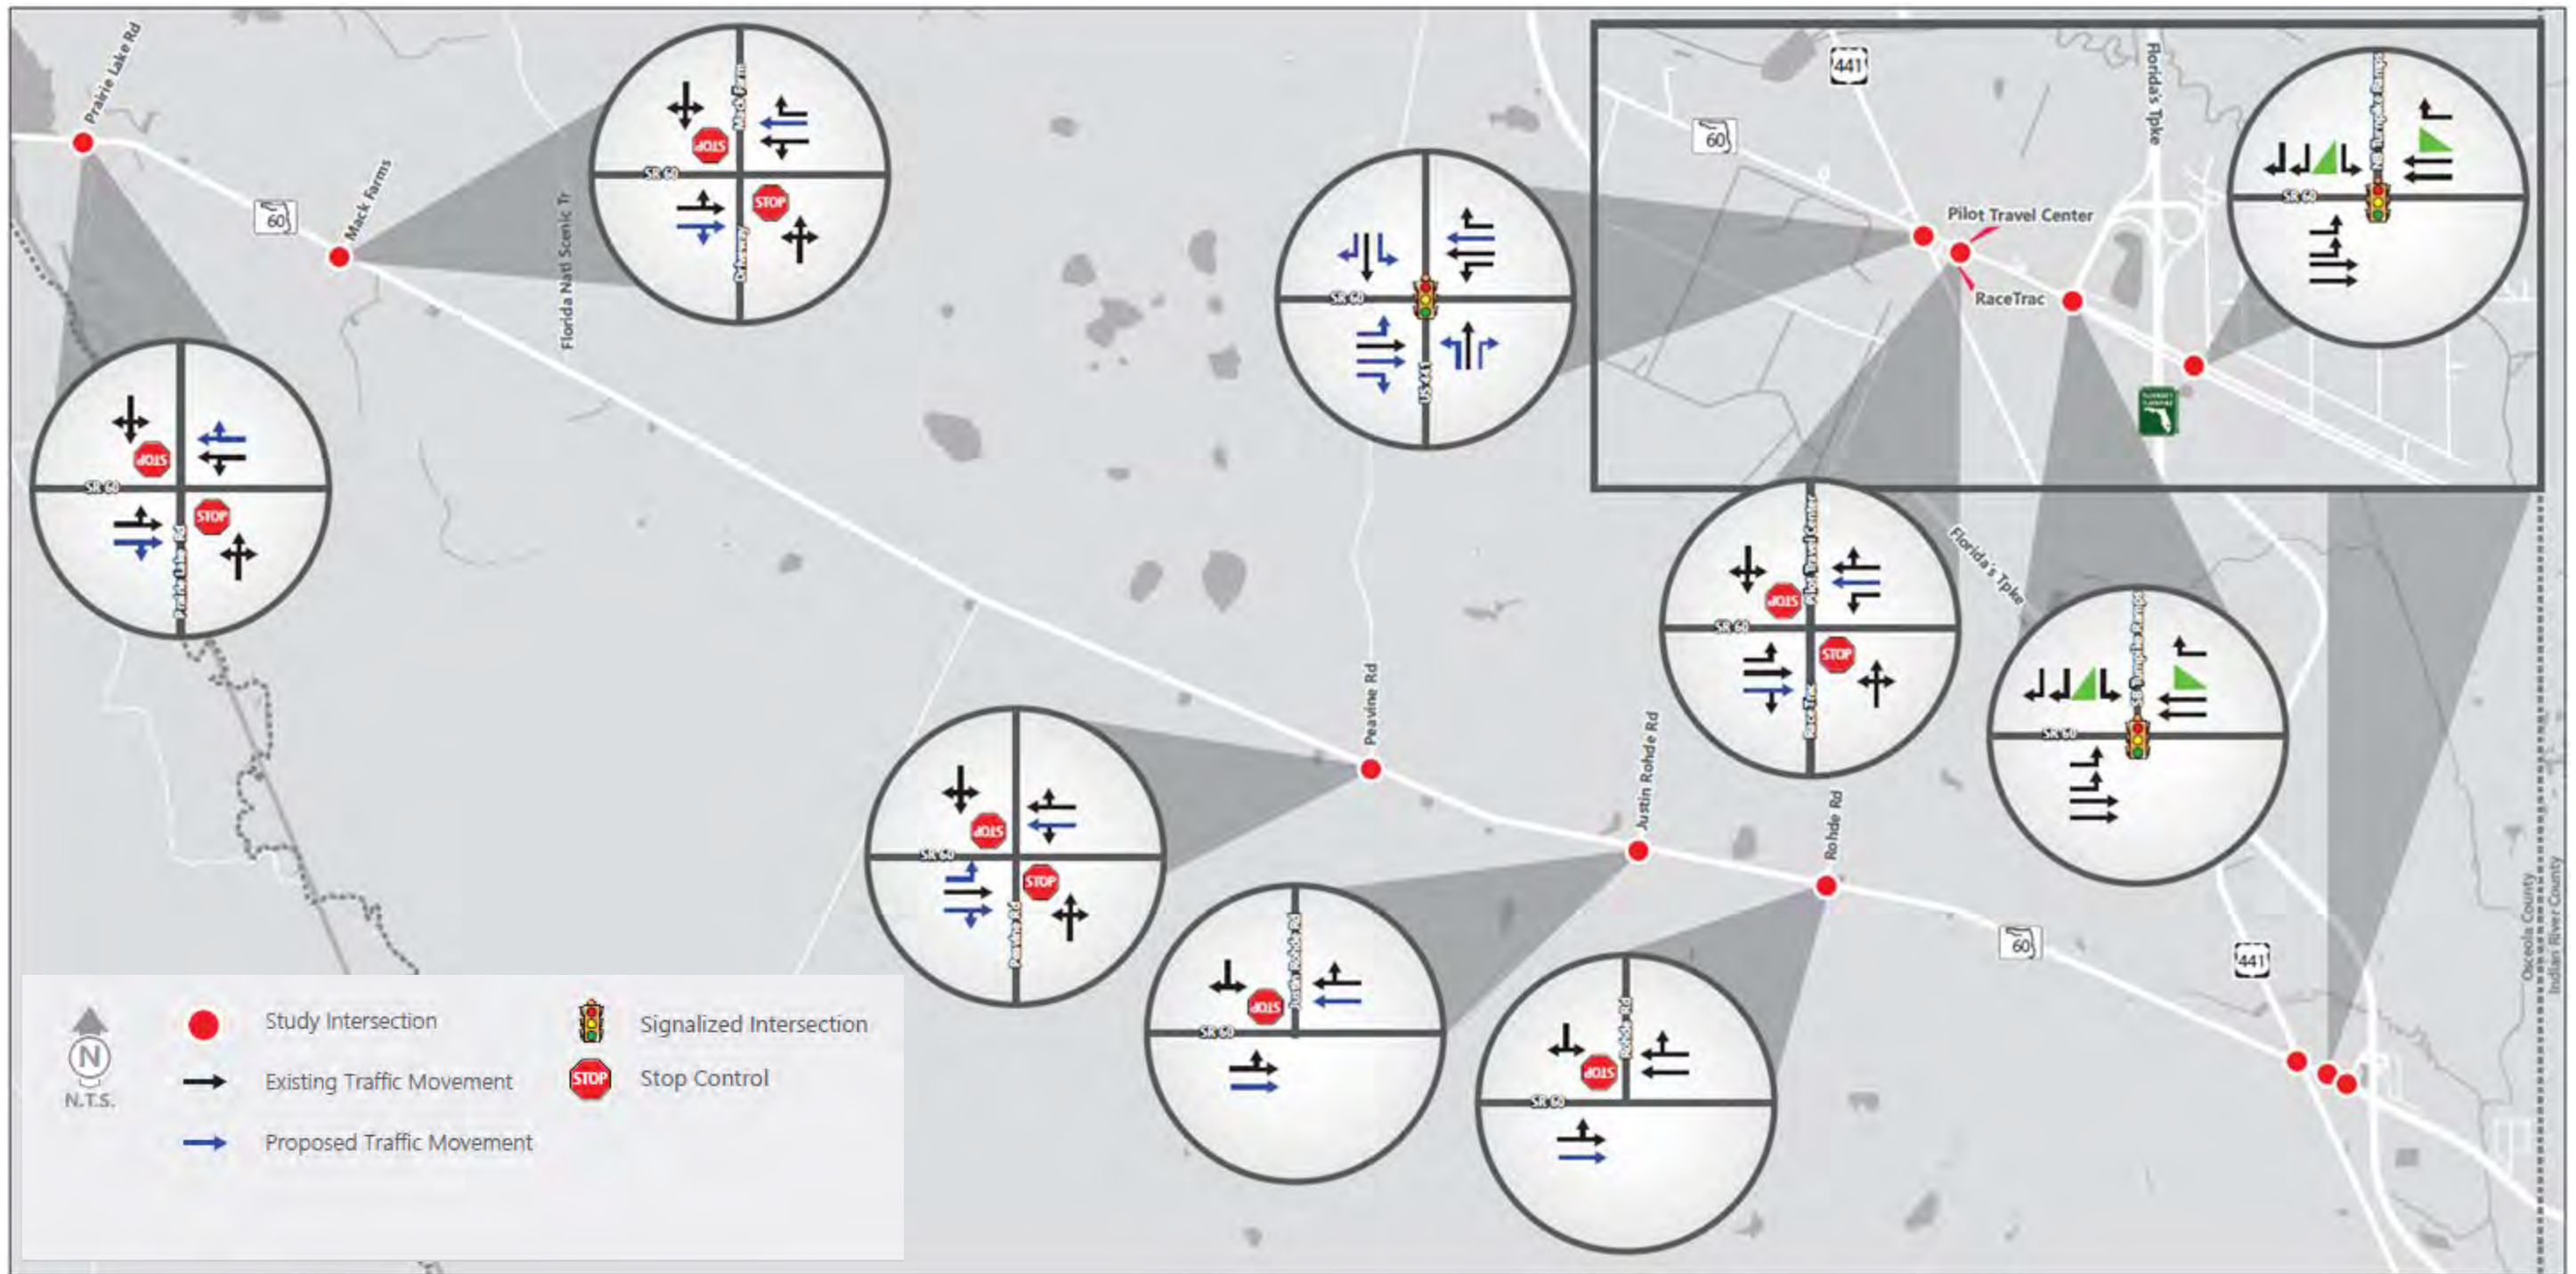 Prairie Lake Rd
60
Mack Farms
Florida Natl Scenic Tr
Mack Farm
STOP
SR 60
STOP
Driveway
STOP
SR 60
STOP
Prairie Lake Rd
SR 60
US 441
441
60
Florida's Tpke
Pilot Travel Center
RaceTrac
NB Turnpike Ramps
SR 60
Pilot Travel Center
STOP
SR 60
STOP
RaceTrac
Florida's Tpke
SB Turnpike Ramps
SR 60
Peavine Rd
STOP
SR 60
STOP
Peavine Rd
Justin Rohde Rd
Justin Rohde Rd
STOP
SR 60
Rohde Rd
Rohde Rd
STOP
SR 60
60
441
Osceola County
Indian River County
N
N.T.S.
Study Intersection
Existing Traffic Movement
Proposed Traffic Movement
Signalized Intersection
STOP
Stop Control